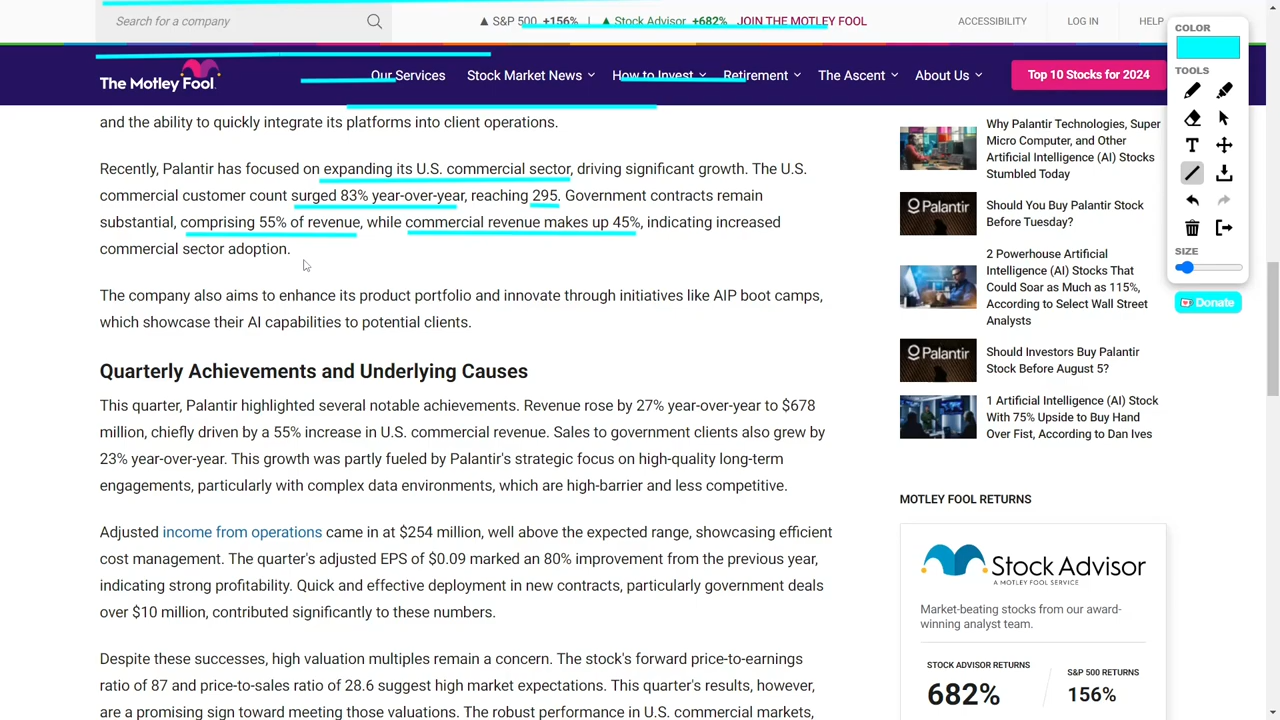 Search for a company
▲ S&P 500 +156% | ▲ Stock Advisor +682% JOIN THE MOTLEY FOOL
ACCESSIBILITY LOG IN HELP
The Motley Fool
Our Services Stock Market News How to Invest Retirement The Ascent About Us Top 10 Stocks for 2024
and the ability to quickly integrate its platforms into client operations.
Recently, Palantir has focused on expanding its U.S. commercial sector, driving significant growth. The U.S.
commercial customer count surged 83% year-over-year, reaching 295. Government contracts remain
substantial, comprising 55% of revenue, while commercial revenue makes up 45%, indicating increased
commercial sector adoption.
The company also aims to enhance its product portfolio and innovate through initiatives like AIP boot camps,
which showcase their AI capabilities to potential clients.
Quarterly Achievements and Underlying Causes
This quarter, Palantir highlighted several notable achievements. Revenue rose by 27% year-over-year to $678
million, chiefly driven by a 55% increase in U.S. commercial revenue. Sales to government clients also grew by
23% year-over-year. This growth was partly fueled by Palantir's strategic focus on high-quality long-term
engagements, particularly with complex data environments, which are high-barrier and less competitive.
Adjusted income from operations came in at $254 million, well above the expected range, showcasing efficient
cost management. The quarter's adjusted EPS of $0.09 marked an 80% improvement from the previous year,
indicating strong profitability. Quick and effective deployment in new contracts, particularly government deals
over $10 million, contributed significantly to these numbers.
Despite these successes, high valuation multiples remain a concern. The stock's forward price-to-earnings
ratio of 87 and price-to-sales ratio of 28.6 suggest high market expectations. This quarter's results, however,
are a promising sign toward meeting those valuations. The robust performance in U.S. commercial markets,
Why Palantir Technologies, Super
Micro Computer, and Other
Artificial Intelligence (AI) Stocks
Stumbled Today
Palantir
Should You Buy Palantir Stock
Before Tuesday?
2 Powerhouse Artificial
Intelligence (AI) Stocks That
Could Soar as Much as 115%,
According to Select Wall Street
Analysts
Palantir
Should Investors Buy Palantir
Stock Before August 5?
1 Artificial Intelligence (AI) Stock
With 75% Upside to Buy Hand
Over Fist, According to Dan Ives
MOTLEY FOOL RETURNS
Stock Advisor
A MOTLEY FOOL SERVICE
Market-beating stocks from our award-
winning analyst team.
STOCK ADVISOR RETURNS
682%
S&P 500 RETURNS
156%
COLOR
TOOLS
T
SIZE
Donate